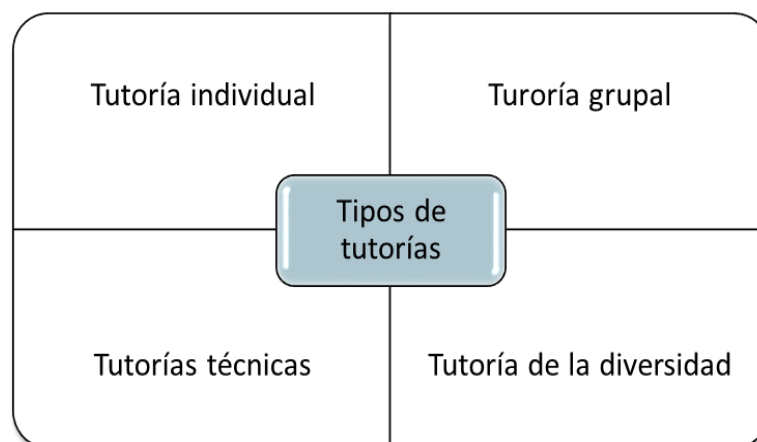 Tutoría individual
Turoría grupal
Tipos de
tutorías
Tutorías técnicas
Tutoría de la diversidad